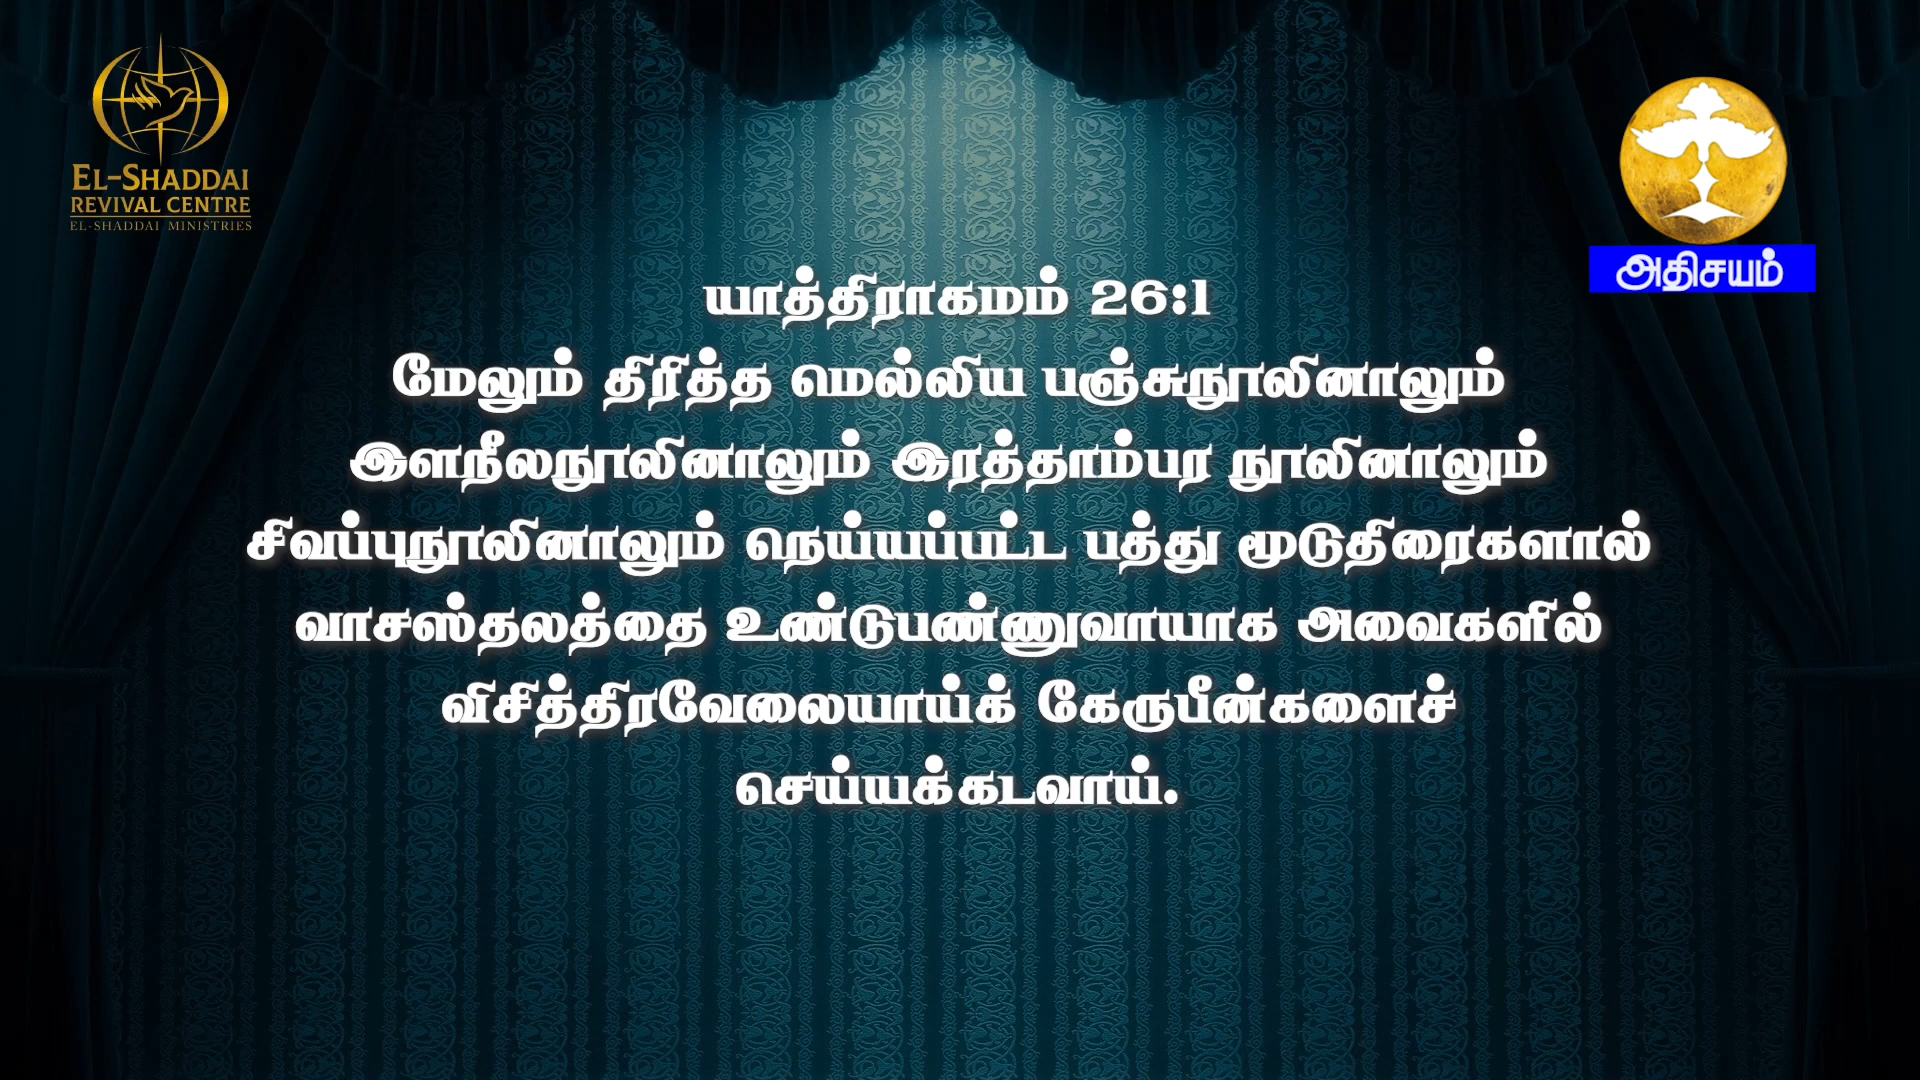 EL-SHADDAI
REVIVAL CENTRE
EL-SHADDAI MINISTRIES
அதிசயம்
யாத்திராகமம் 26:1
மேலும் திரித்த மெல்லிய பஞ்சுநூலினாலும்
இளநீலநூலினாலும் இரத்தாம்பர நூலினாலும்
சிவப்புநூலினாலும் நெய்யப்பட்ட பத்து மூடுதிரைகளால்
வாசஸ்தலத்தை உண்டுபண்ணுவாயாக அவைகளில்
விசித்திரவேலையாய்க் கேருபீன்களைச்
செய்யக்கடவாய்.